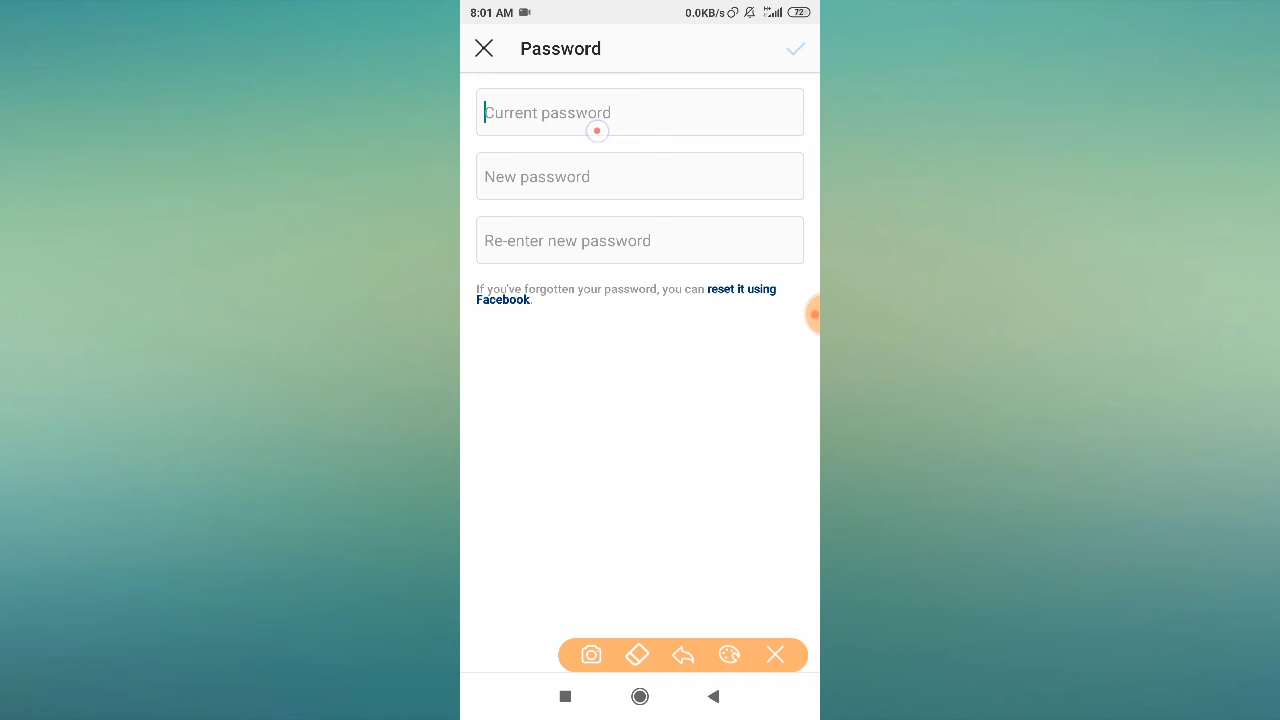 8:01 AM 0.0KB/s 72
Password
Current password
New password
Re-enter new password
If you've forgotten your password, you can reset it using
Facebook.